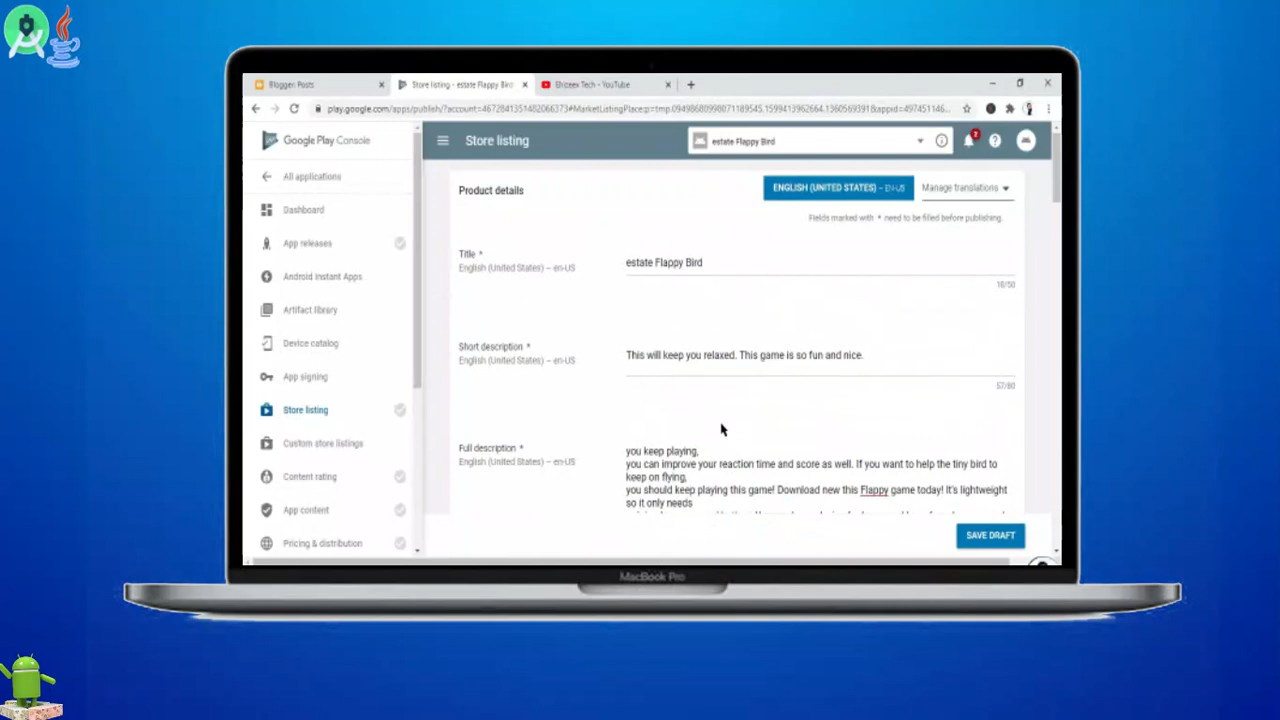 Blogger: Posts
Store listing - estate Flappy Bird
Ehizeex Tech - YouTube
Google Play Console
Store listing
estate Flappy Bird
2
All applications
Dashboard
App releases
Android Instant Apps
Artifact library
Device catalog
App signing
Store listing
Custom store listings
Content rating
App content
Pricing & distribution
Product details
ENGLISH (UNITED STATES) – EN-US
Manage translations
Fields marked with * need to be filled before publishing.
Title *
English (United States) – en-US
estate Flappy Bird
18/50
Short description *
English (United States) – en-US
This will keep you relaxed. This game is so fun and nice.
57/80
Full description *
English (United States) – en-US
you keep playing,
you can improve your reaction time and score as well. If you want to help the tiny bird to
keep on flying,
you should keep playing this game! Download new this Flappy game today! It's lightweight
so it only needs
SAVE DRAFT
MacBook Pro